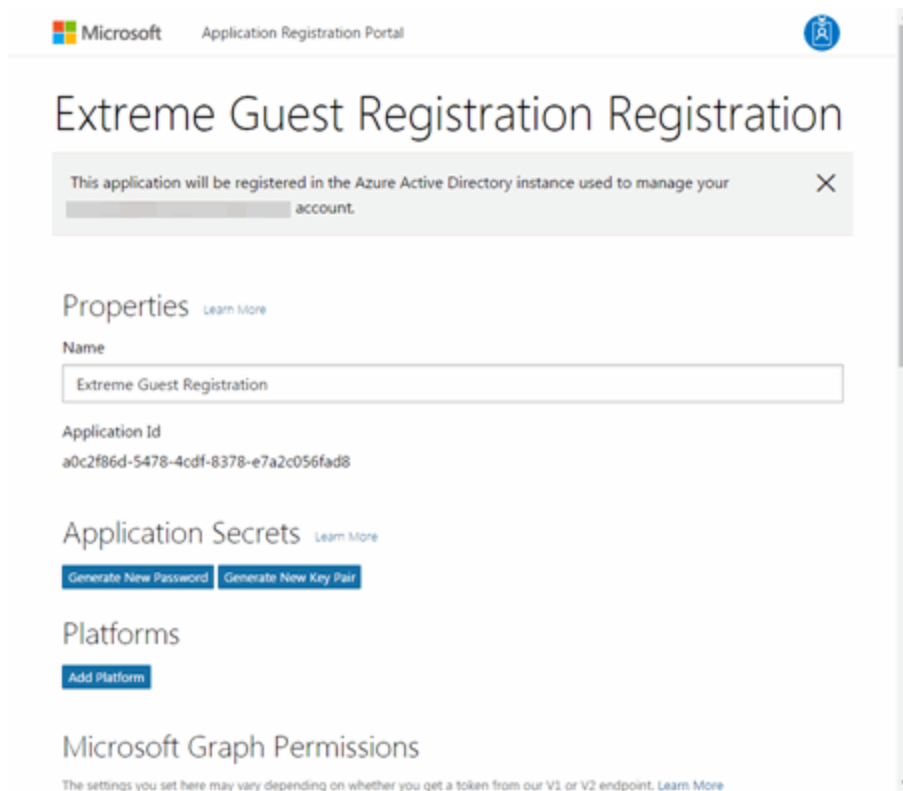 Microsoft Application Registration Portal
Extreme Guest Registration Registration
This application will be registered in the Azure Active Directory instance used to manage your
account.
Properties Learn More
Name
Extreme Guest Registration
Application Id
a0c2f86d-5478-4cdf-8378-e7a2c056fad8
Application Secrets Learn More
Generate New Password Generate New Key Pair
Platforms
Add Platform
Microsoft Graph Permissions
The settings you set here may vary depending on whether you get a token from our V1 or V2 endpoint. Learn More